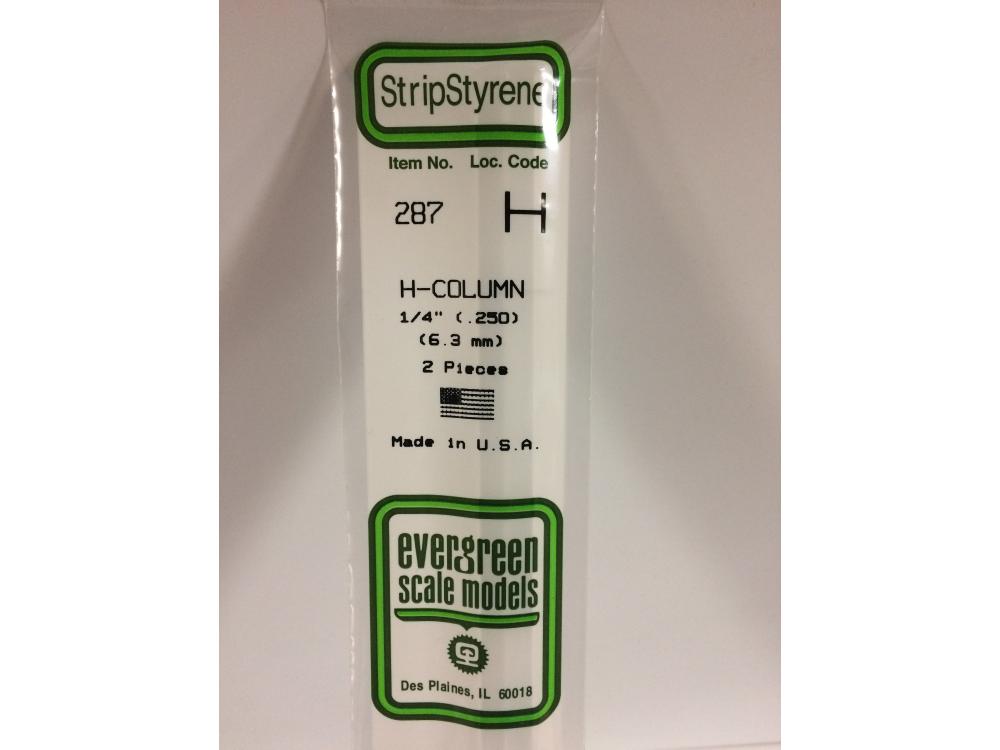 StripStyrene
Item No. Loc. Code
287 H
H-COLUMN
1/4" (.250)
(6.3 mm)
2 Pieces
Made in U.S.A.
evergreen
scale models
Des Plaines, IL 60018